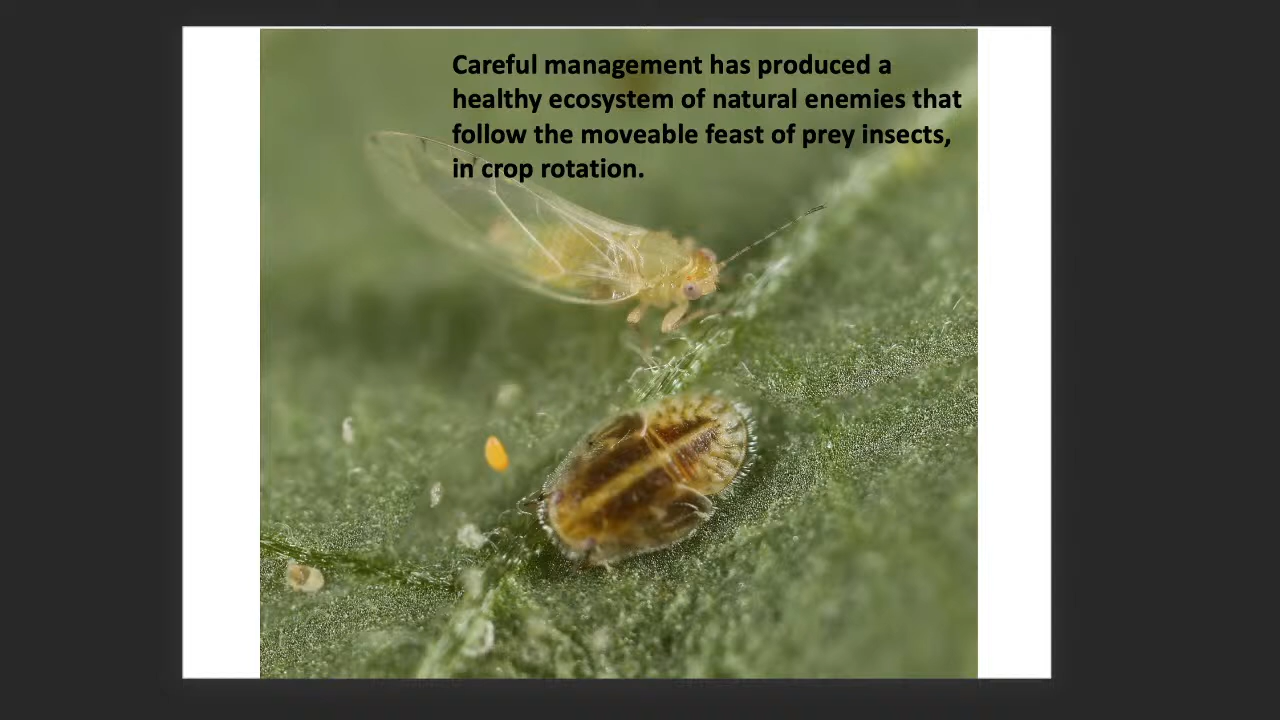 Careful management has produced a
healthy ecosystem of natural enemies that
follow the moveable feast of prey insects,
in crop rotation.